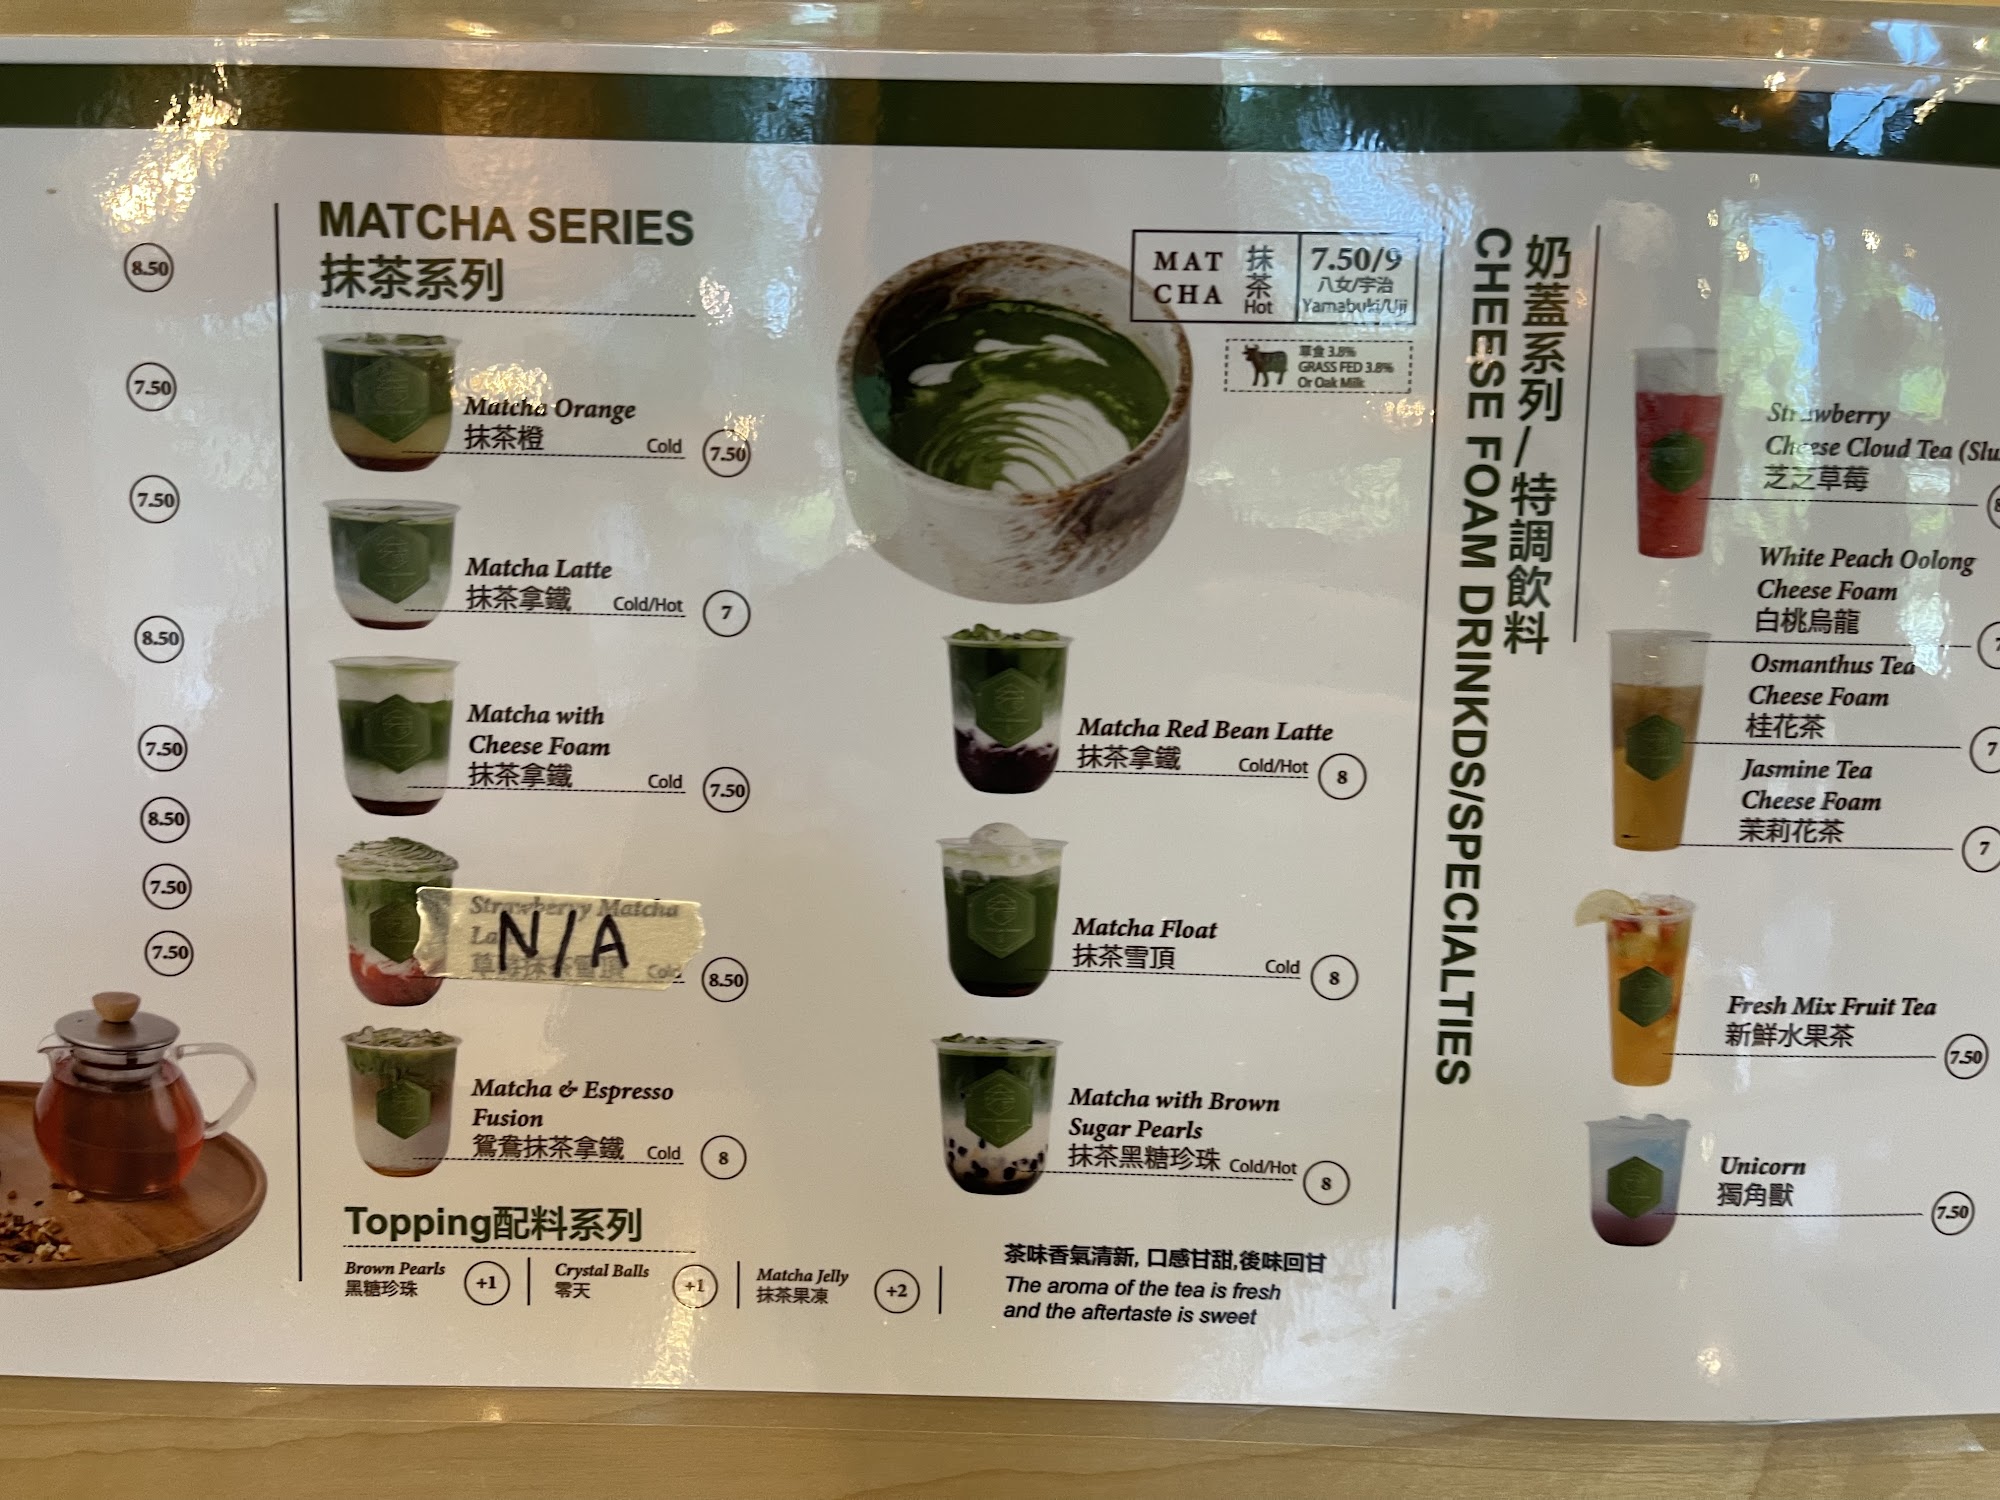 8.50
7.50
7.50
8.50
7.50
8.50
7.50
7.50
MATCHA SERIES
抹茶系列
Matcha Orange
抹茶橙 Cold 7.50
Matcha Latte
抹茶拿鐵 Cold/Hot 7
Matcha with
Cheese Foam
抹茶拿鐵 Cold 7.50
Strawberry Matcha
N/A
Cold 8.50
Matcha & Espresso
Fusion
鴛鴦抹茶拿鐵 Cold 8
Topping配料系列
Brown Pearls
黑糖珍珠 +1
Crystal Balls
零天 +1
Matcha Jelly
抹茶果凍 +2
MAT
CHA
抹茶
Hot
7.50/9
八女/宇治
Yamabuki/Uji
草食 3.8%
GRASS FED 3.8%
Or Oak Milk
Matcha Red Bean Latte
抹茶拿鐵 Cold/Hot 8
Matcha Float
抹茶雪頂 Cold 8
Matcha with Brown
Sugar Pearls
抹茶黑糖珍珠 Cold/Hot 8
茶味香氣清新, 口感甘甜,後味回甘
The aroma of the tea is fresh
and the aftertaste is sweet
奶蓋系列/特調飲料
CHEESE FOAM DRINKDS/SPECIALTIES
Strawberry
Cheese Cloud Tea (Slu
芝芝草莓
White Peach Oolong
Cheese Foam
白桃烏龍
Osmanthus Tea
Cheese Foam
桂花茶 7
Jasmine Tea
Cheese Foam
茉莉花茶 7
Fresh Mix Fruit Tea
新鮮水果茶 7.50
Unicorn
獨角獸 7.50